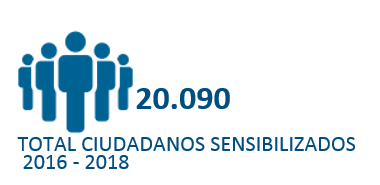 20.090
TOTAL CIUDADANOS SENSIBILIZADOS
2016 - 2018